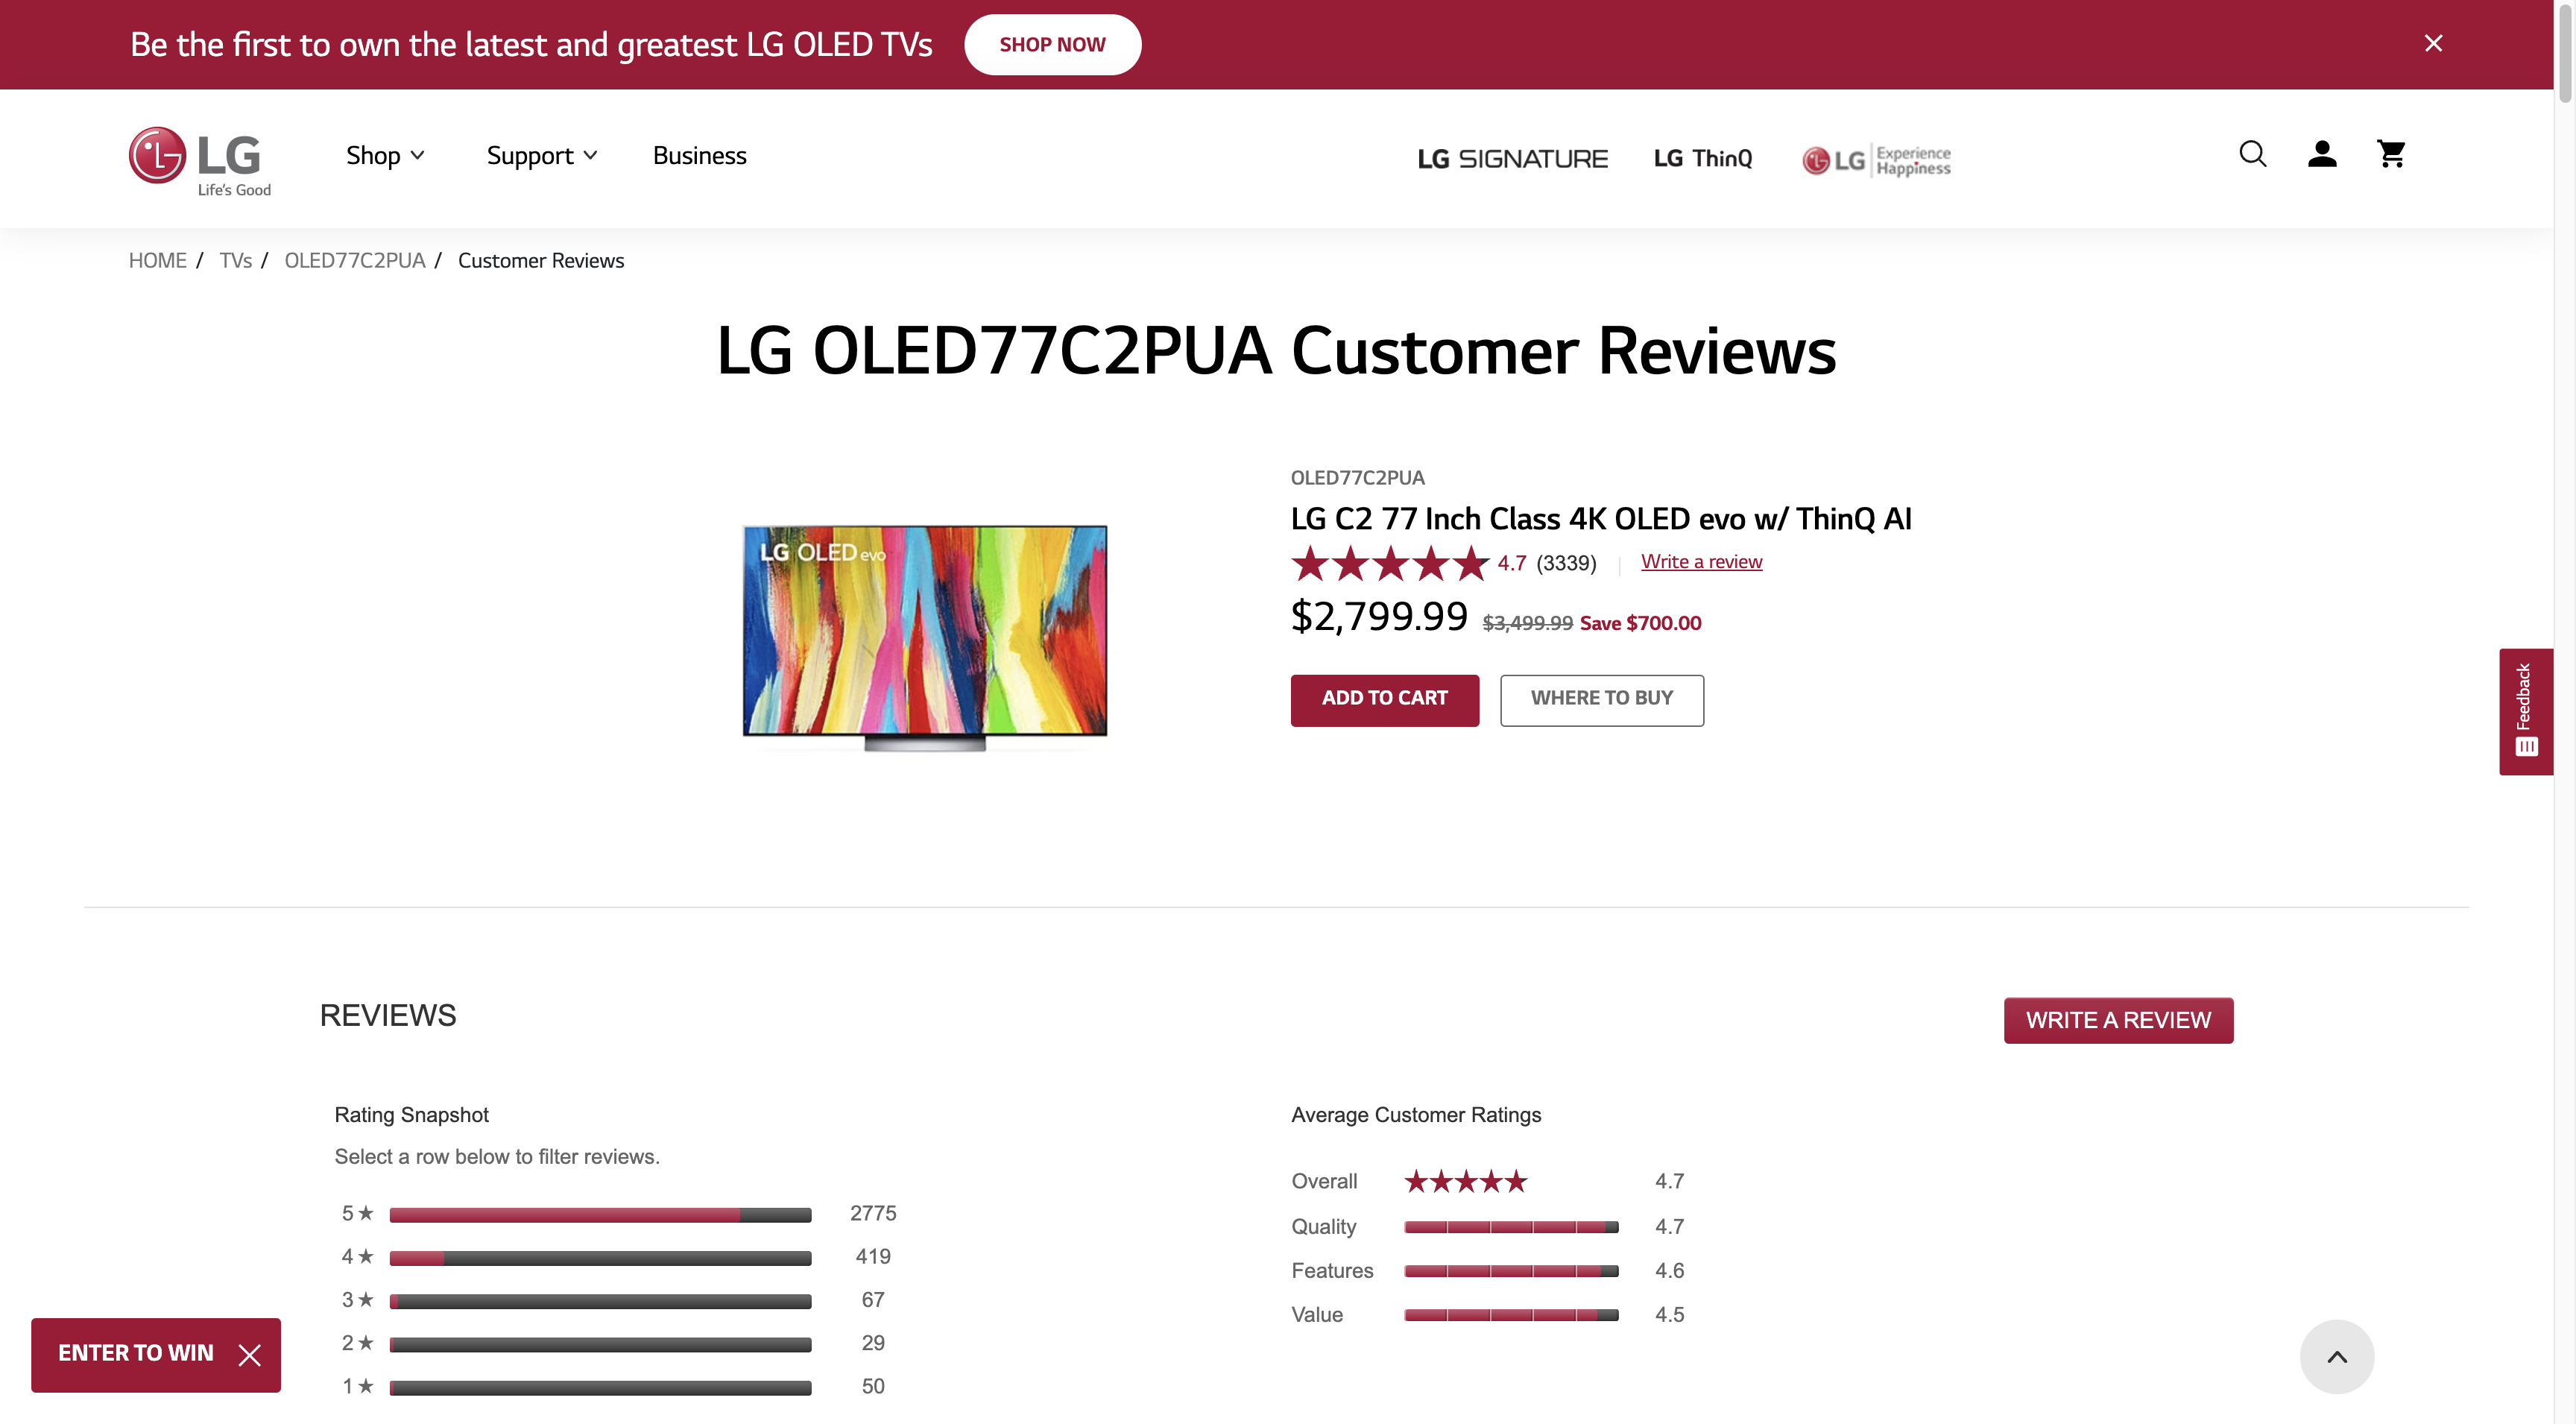 Be the first to own the latest and greatest LG OLED TVs SHOP NOW
LG
Life's Good
Shop Support Business LG SIGNATURE LG ThinQ LG Experience Happiness
HOME / TVs / OLED77C2PUA / Customer Reviews
LG OLED77C2PUA Customer Reviews
LG OLED evo
OLED77C2PUA
LG C2 77 Inch Class 4K OLED evo w/ ThinQ AI
4.7 (3339) Write a review
$2,799.99 $3,499.99 Save $700.00
ADD TO CART WHERE TO BUY
Feedback
REVIEWS WRITE A REVIEW
Rating Snapshot
Select a row below to filter reviews.
5★ 2775
4★ 419
3★ 67
2★ 29
1★ 50
Average Customer Ratings
Overall ★★★★★ 4.7
Quality 4.7
Features 4.6
Value 4.5
ENTER TO WIN